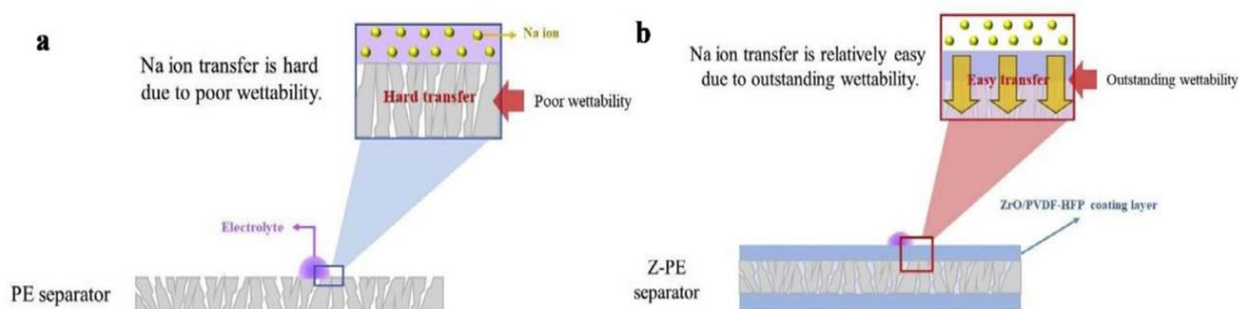 a
Na ion transfer is hard
due to poor wettability.
Na ion
Hard transfer
Poor wettability
Electrolyte
PE separator
b
Na ion transfer is relatively easy
due to outstanding wettability.
Easy transfer
Outstanding wettability
ZrO/PVDF-HFP coating layer
Z-PE
separator